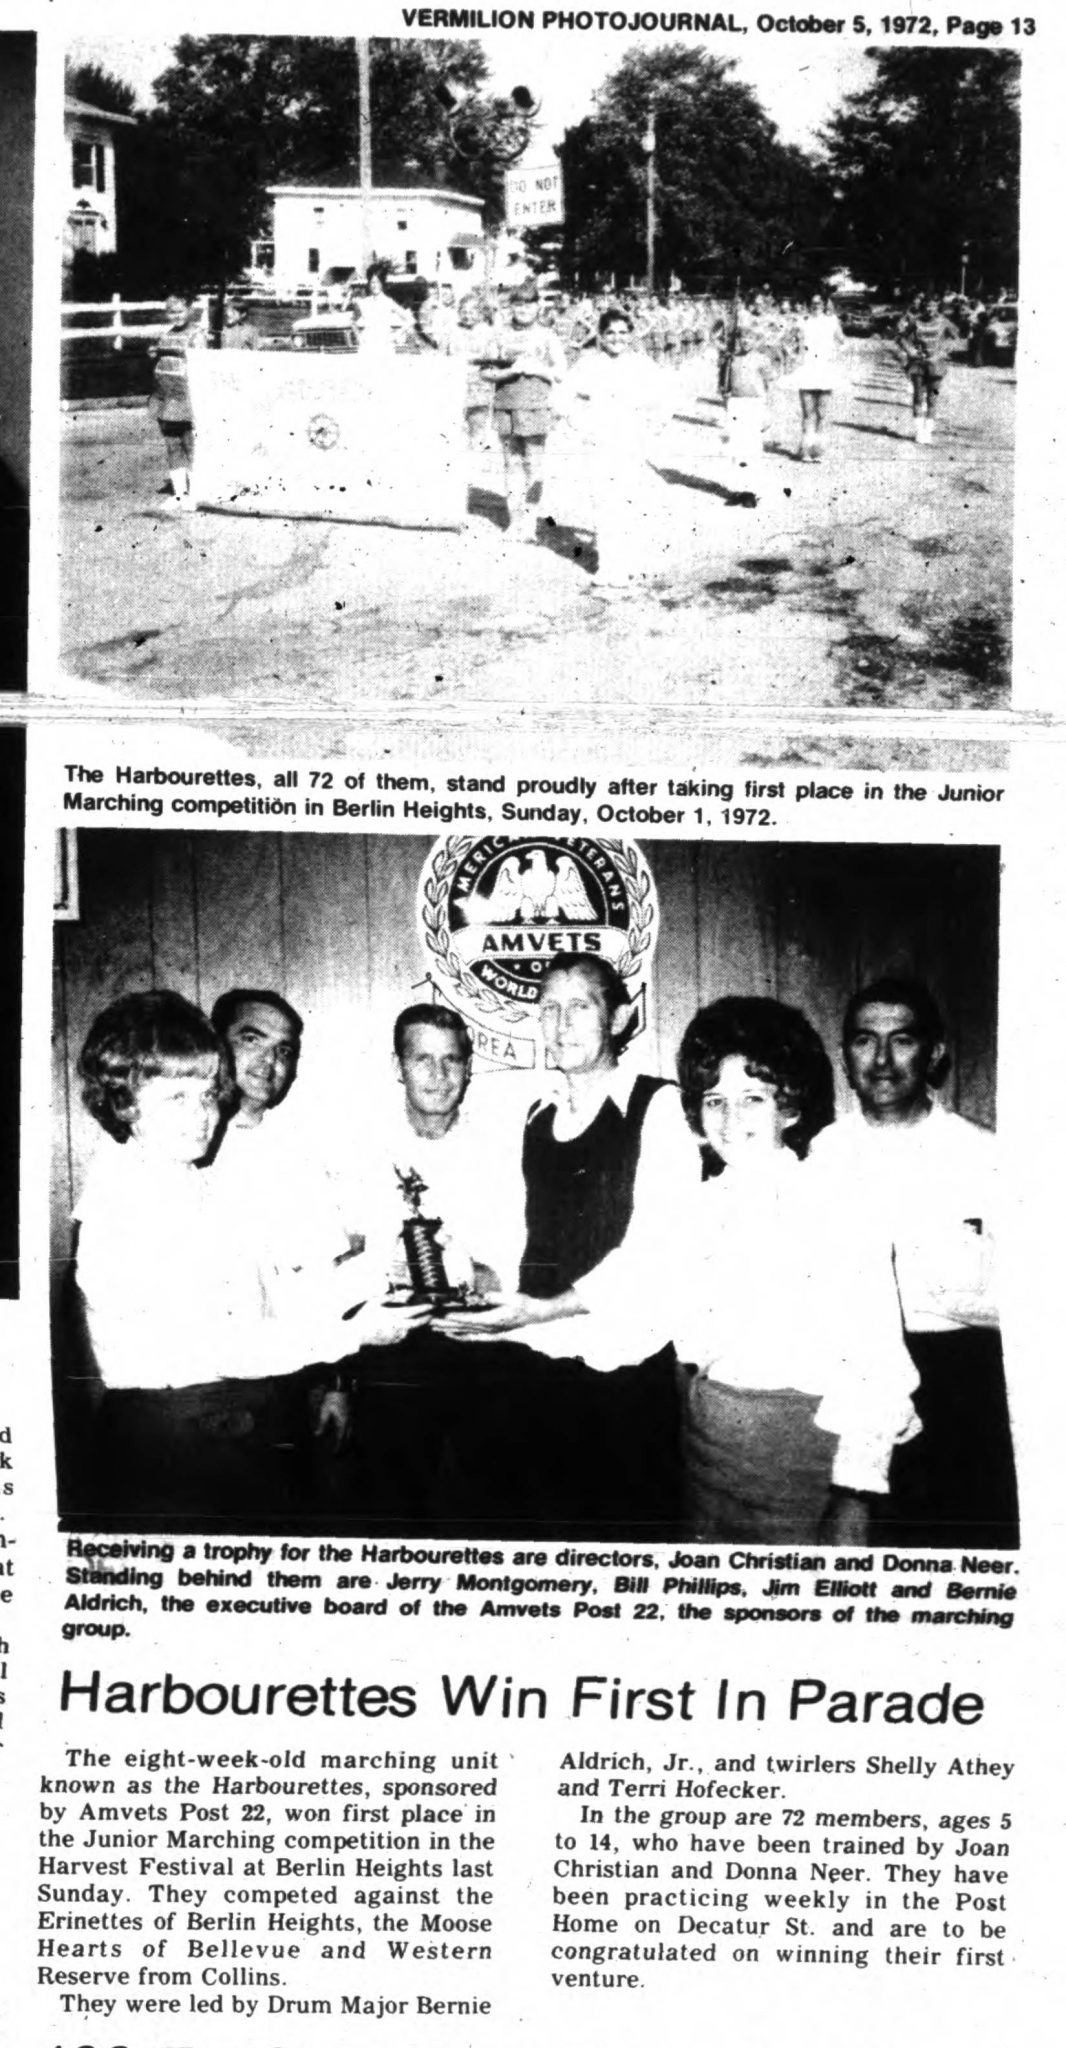 VERMILION PHOTOJOURNAL, October 5, 1972, Page 13
DO NOT
ENTER
The Harbourettes, all 72 of them, stand proudly after taking first place in the Junior
Marching competition in Berlin Heights, Sunday, October 1, 1972.
AMERIC VETERANS
AMVETS
OF
WORLD
REA
Receiving a trophy for the Harbourettes are directors, Joan Christian and Donna Neer.
Standing behind them are Jerry Montgomery, Bill Phillips, Jim Elliott and Bernie
Aldrich, the executive board of the Amvets Post 22, the sponsors of the marching
group.
Harbourettes Win First In Parade
The eight-week-old marching unit
known as the Harbourettes, sponsored
by Amvets Post 22, won first place in
the Junior Marching competition in the
Harvest Festival at Berlin Heights last
Sunday. They competed against the
Erinettes of Berlin Heights, the Moose
Hearts of Bellevue and Western
Reserve from Collins.
They were led by Drum Major Bernie
Aldrich, Jr., and twirlers Shelly Athey
and Terri Hofecker.
In the group are 72 members, ages 5
to 14, who have been trained by Joan
Christian and Donna Neer. They have
been practicing weekly in the Post
Home on Decatur St. and are to be
congratulated on winning their first
venture.